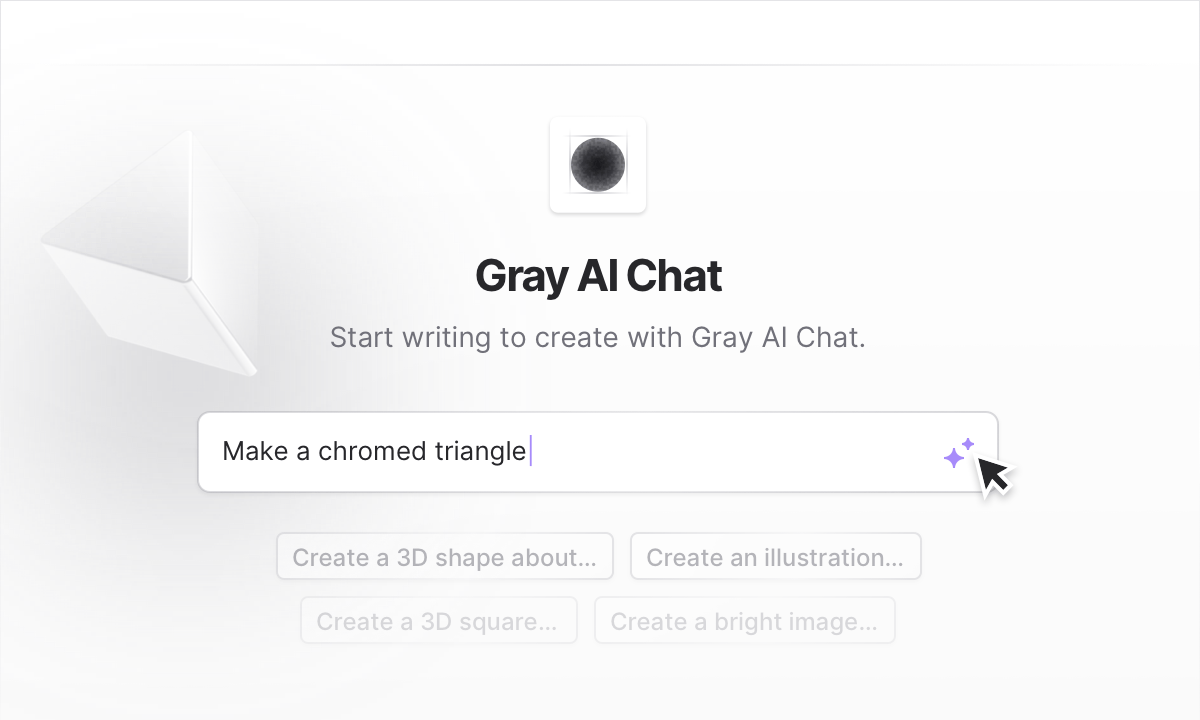 Gray AI Chat
Start writing to create with Gray AI Chat.
Make a chromed triangle
Create a 3D shape about...
Create an illustration...
Create a 3D square...
Create a bright image...